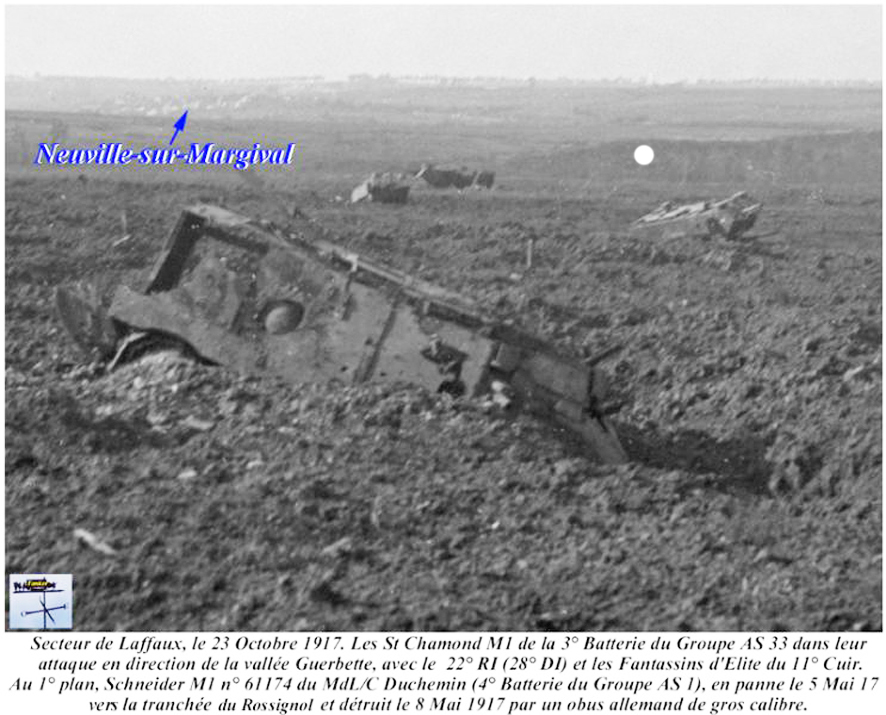 Neuville-sur-Margival
Secteur de Laffaux, le 23 Octobre 1917. Les St Chamond M1 de la 3° Batterie du Groupe AS 33 dans leur
attaque en direction de la vallée Guerbette, avec le 22° RI (28° DI) et les Fantassins d'Elite du 11° Cuir.
Au 1° plan, Schneider M1 n° 61174 du MdL/C Duchemin (4° Batterie du Groupe AS 1), en panne le 5 Mai 17
vers la tranchée du Rossignol et détruit le 8 Mai 1917 par un obus allemand de gros calibre.